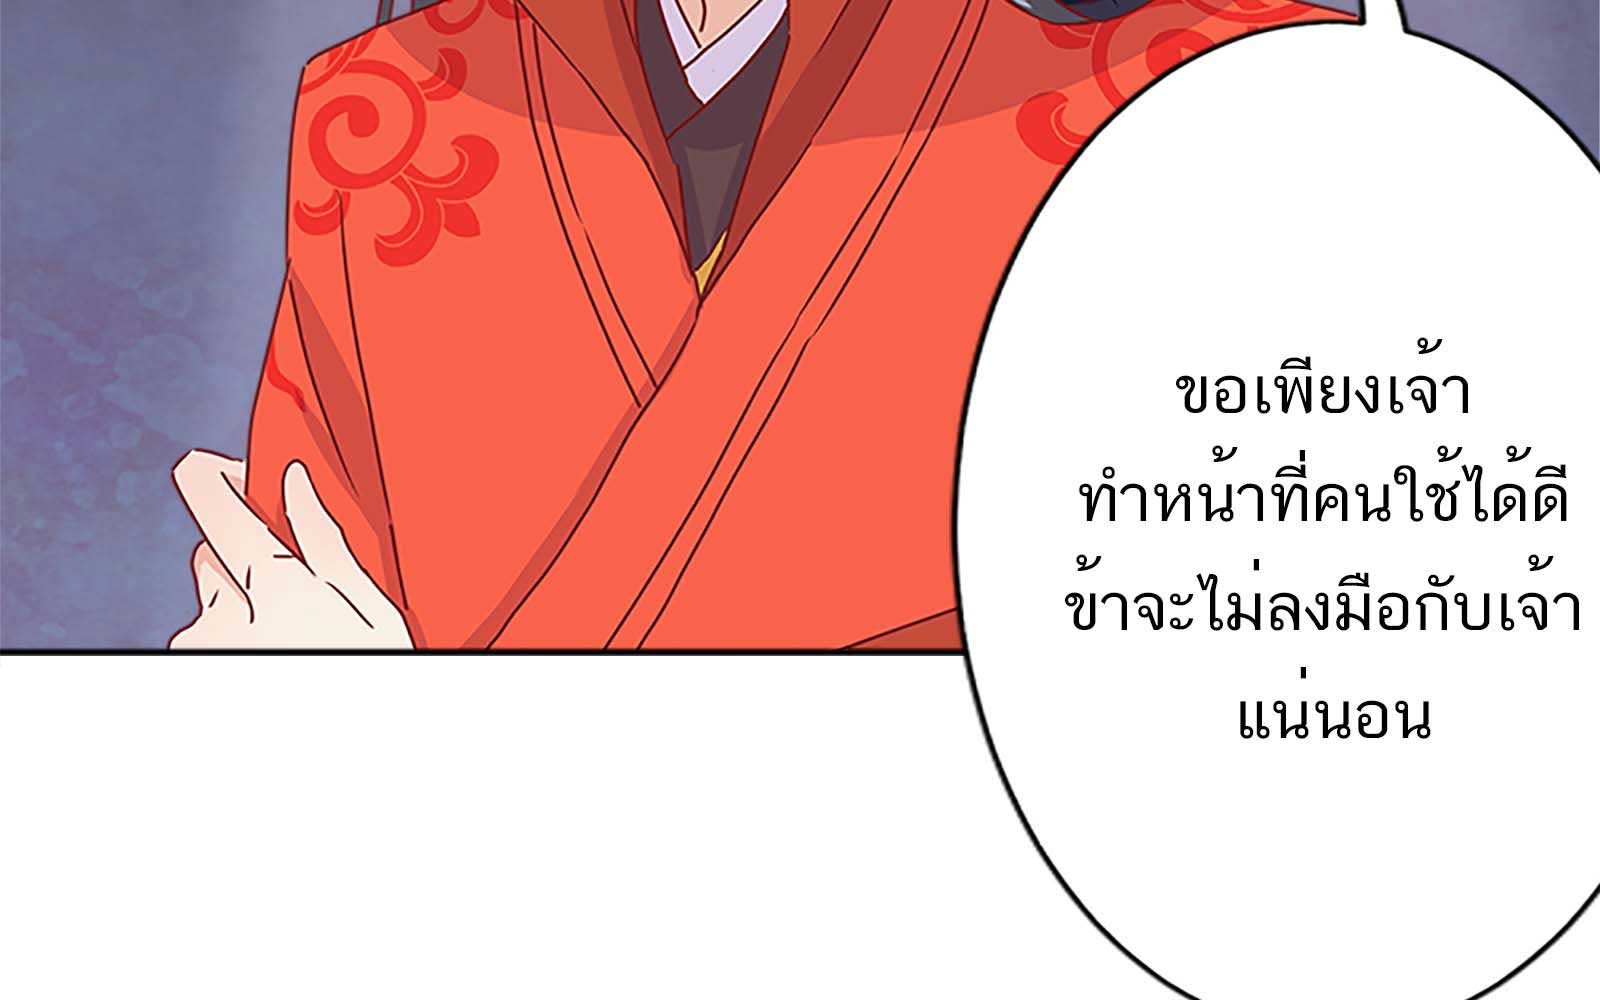 ขอเพียงเจ้า
ทำหน้าที่คนใช้ได้ดี
ข้าจะไม่ลงมือกับเจ้า
แน่นอน